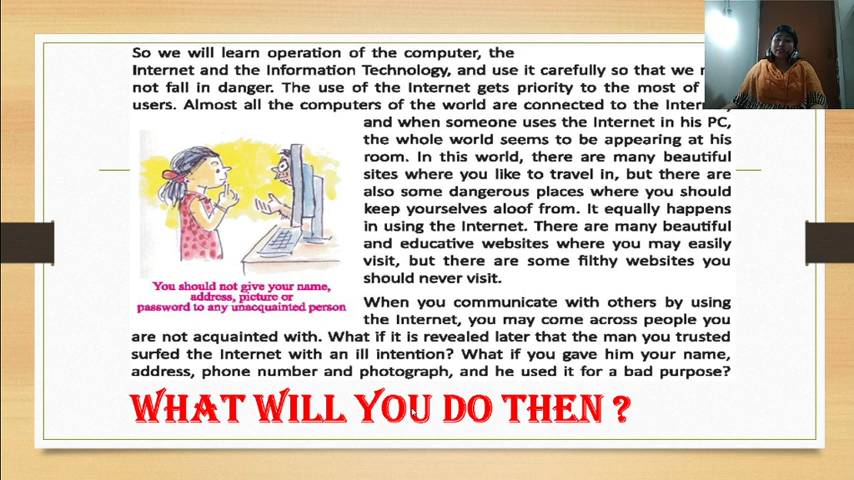 So we will learn operation of the computer, the
Internet and the Information Technology, and use it carefully so that we
not fall in danger. The use of the Internet gets priority to the most of
users. Almost all the computers of the world are connected to the
and when someone uses the Internet in his PC,
the whole world seems to be appearing at his
room. In this world, there are many beautiful
sites where you like to travel in, but there are
also some dangerous places where you should
keep yourselves aloof from. It equally happens
in using the Internet. There are many beautiful
and educative websites where you may easily
visit, but there are some filthy websites you
should never visit.
You should not give your name,
address, picture or
password to any unacquainted person
When you communicate with others by using
the Internet, you may come across people you
are not acquainted with. What if it is revealed later that the man you trusted
surfed the Internet with an ill intention? What if you gave him your name,
address, phone number and photograph, and he used it for a bad purpose?
WHAT WILL YOU DO THEN ?